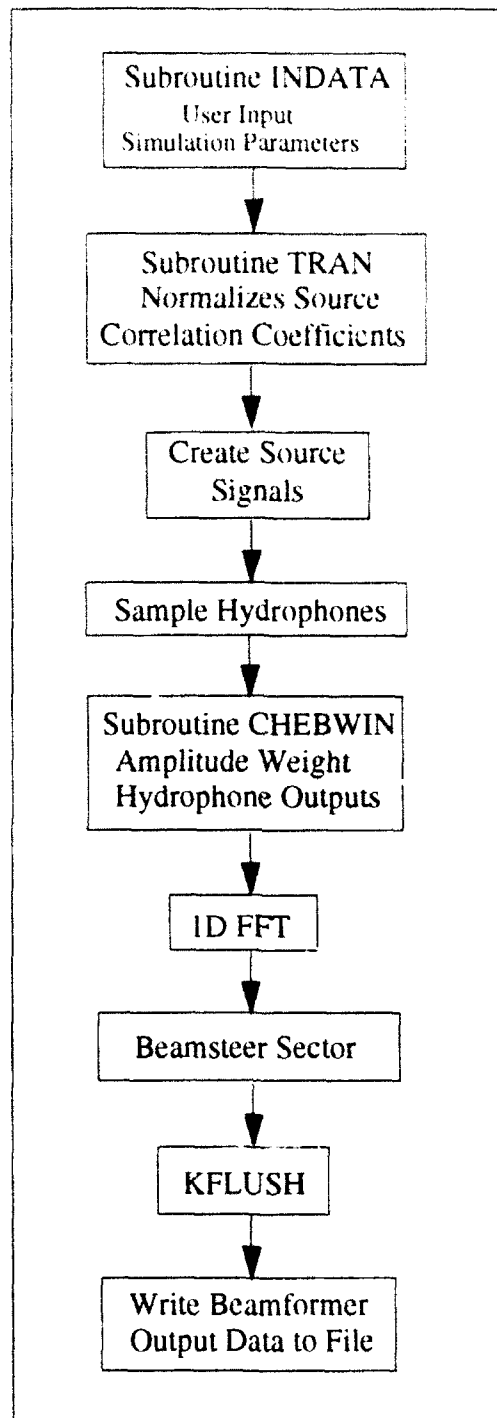 Subroutine INDATA
User Input
Simulation Parameters
Subroutine TRAN
Normalizes Source
Correlation Coefficients
Create Source
Signals
Sample Hydrophones
Subroutine CHEBWIN
Amplitude Weight
Hydrophone Outputs
1D FFT
Beamsteer Sector
KFLUSH
Write Beamformer
Output Data to File